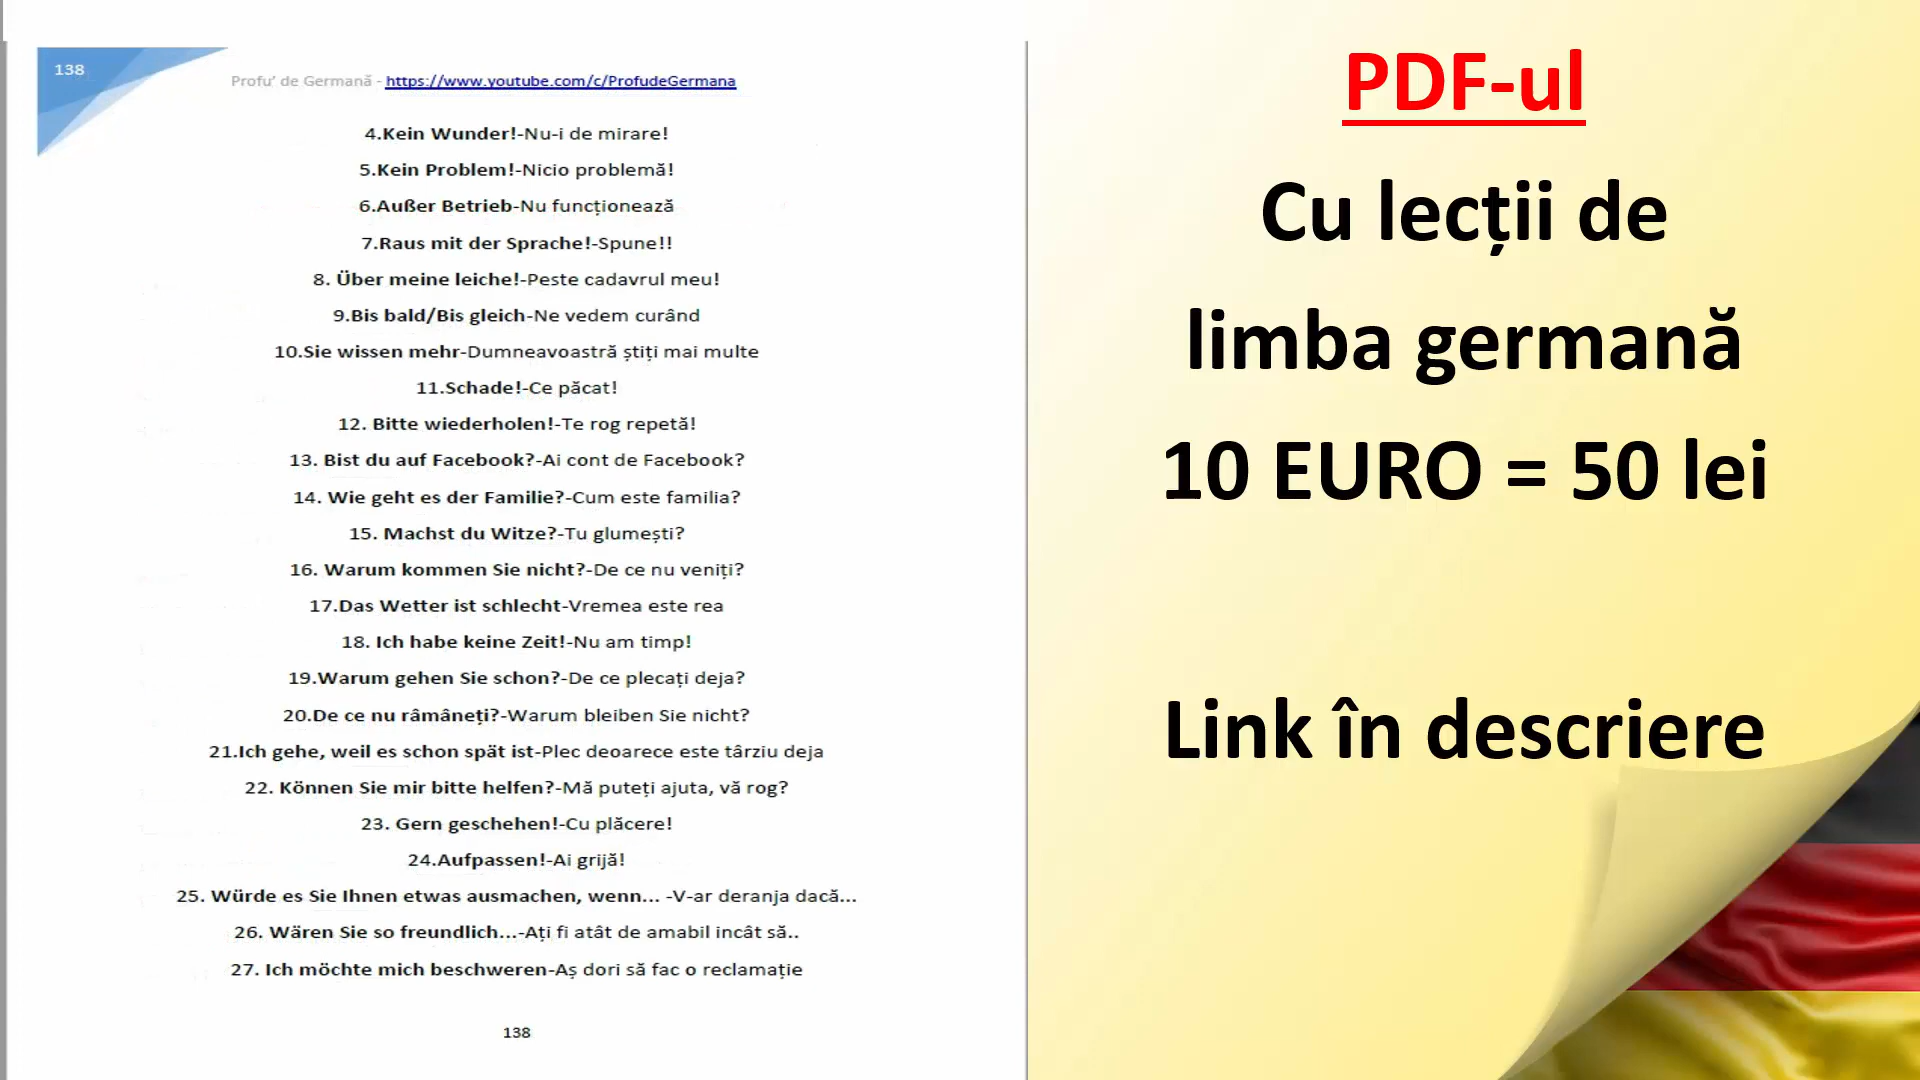 138
Profu' de Germană - https://www.youtube.com/c/ProfudeGermana
4.Kein Wunder!-Nu-i de mirare!
5.Kein Problem!-Nicio problemă!
6.Außer Betrieb-Nu funcționează
7.Raus mit der Sprache!-Spune!!
8. Über meine leiche!-Peste cadavrul meu!
9.Bis bald/Bis gleich-Ne vedem curând
10.Sie wissen mehr-Dumneavoastră știți mai multe
11.Schade!-Ce păcat!
12. Bitte wiederholen!-Te rog repetă!
13. Bist du auf Facebook?-Ai cont de Facebook?
14. Wie geht es der Familie?-Cum este familia?
15. Machst du Witze?-Tu glumești?
16. Warum kommen Sie nicht?-De ce nu veniți?
17.Das Wetter ist schlecht-Vremea este rea
18. Ich habe keine Zeit!-Nu am timp!
19.Warum gehen Sie schon?-De ce plecați deja?
20.De ce nu râmâneți?-Warum bleiben Sie nicht?
21.Ich gehe, weil es schon spät ist-Plec deoarece este târziu deja
22. Können Sie mir bitte helfen?-Mă puteți ajuta, vă rog?
23. Gern geschehen!-Cu plăcere!
24.Aufpassen!-Ai grijă!
25. Würde es Sie Ihnen etwas ausmachen, wenn... -V-ar deranja dacă...
26. Wären Sie so freundlich...-Ați fi atât de amabil incât să..
27. Ich möchte mich beschweren-Aș dori să fac o reclamație
138
PDF-ul
Cu lecții de
limba germană
10 EURO = 50 lei
Link în descriere